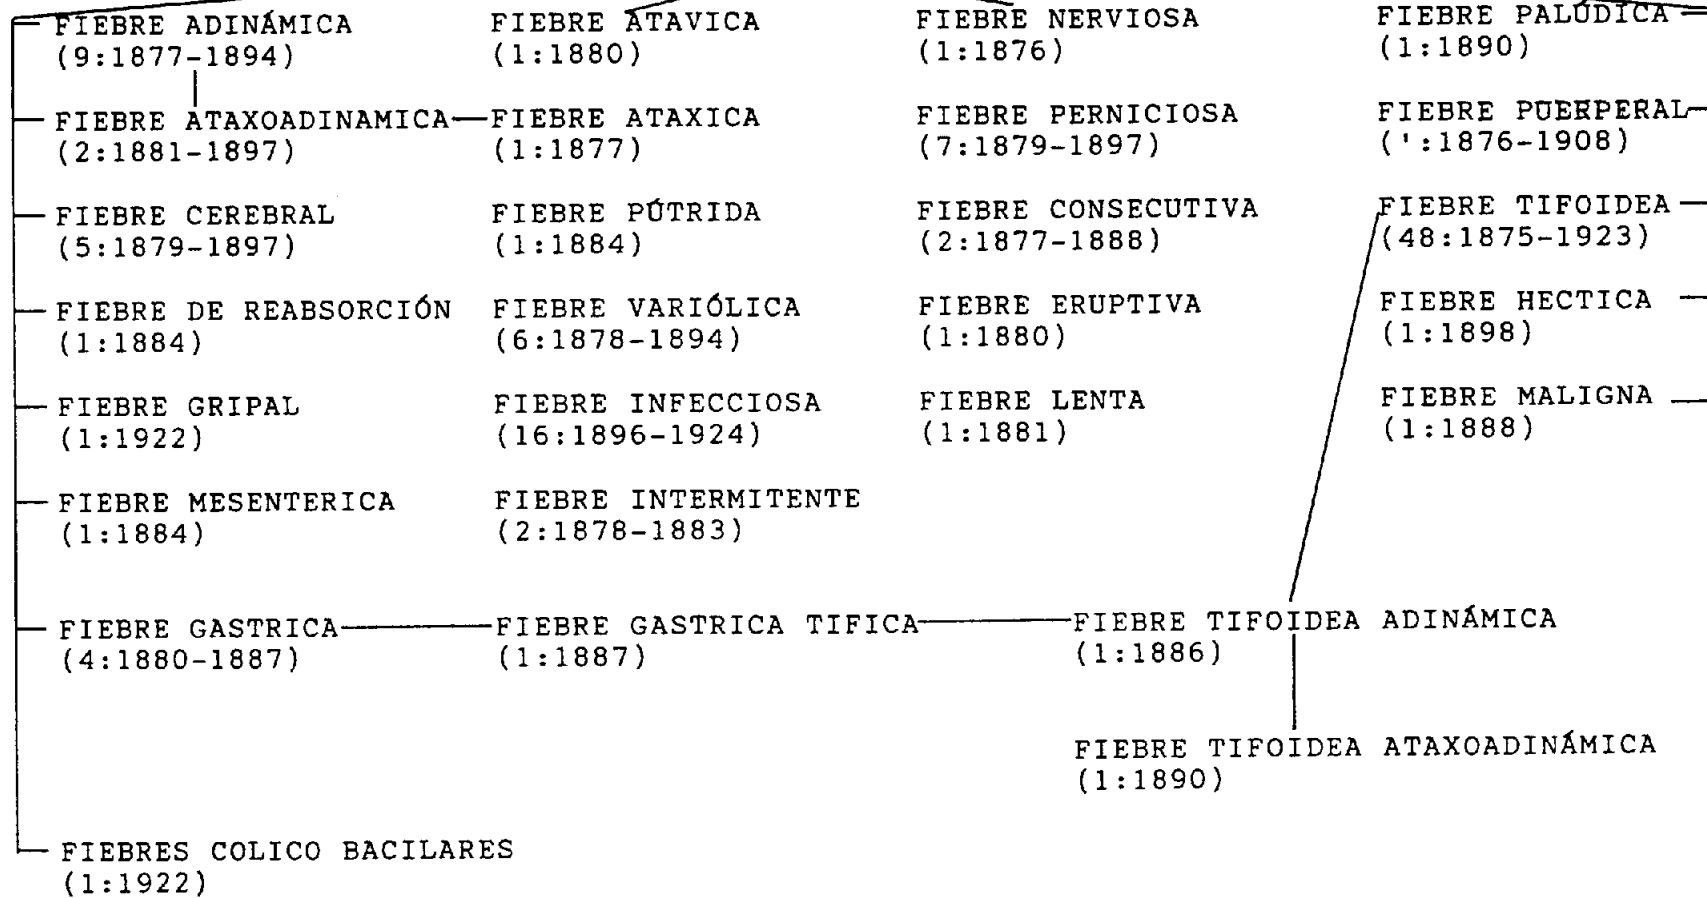 FIEBRE ADINÁMICA FIEBRE ATAVICA FIEBRE NERVIOSA FIEBRE PALÚDICA
(9:1877-1894) (1:1880) (1:1876) (1:1890)
FIEBRE ATAXOADINAMICA FIEBRE ATAXICA FIEBRE PERNICIOSA FIEBRE PUERPERAL
(2:1881-1897) (1:1877) (7:1879-1897) (':1876-1908)
FIEBRE CEREBRAL FIEBRE PÚTRIDA FIEBRE CONSECUTIVA FIEBRE TIFOIDEA
(5:1879-1897) (1:1884) (2:1877-1888) (48:1875-1923)
FIEBRE DE REABSORCIÓN FIEBRE VARIÓLICA FIEBRE ERUPTIVA FIEBRE HECTICA
(1:1884) (6:1878-1894) (1:1880) (1:1898)
FIEBRE GRIPAL FIEBRE INFECCIOSA FIEBRE LENTA FIEBRE MALIGNA
(1:1922) (16:1896-1924) (1:1881) (1:1888)
FIEBRE MESENTERICA FIEBRE INTERMITENTE
(1:1884) (2:1878-1883)
FIEBRE GASTRICA FIEBRE GASTRICA TIFICA FIEBRE TIFOIDEA ADINÁMICA
(4:1880-1887) (1:1887) (1:1886)
FIEBRE TIFOIDEA ATAXOADINÁMICA
(1:1890)
FIEBRES COLICO BACILARES
(1:1922)